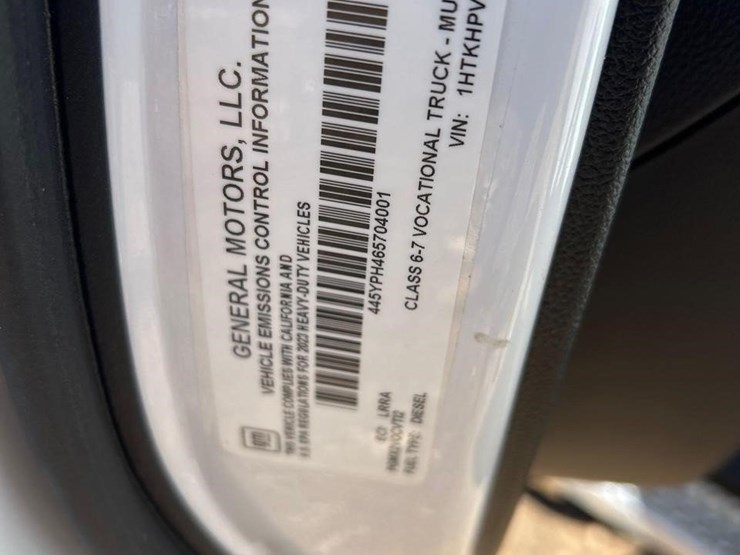 GENERAL MOTORS, LLC.
VEHICLE EMISSIONS CONTROL INFORMATION
THIS VEHICLE COMPLIES WITH CALIFORNIA AND
U.S. EPA REGULATIONS FOR 2023 HEAVY-DUTY VEHICLES
445YPH465704001
CLASS 6-7 VOCATIONAL TRUCK - MU
VIN: 1HTKHPV
ECI LRRA
FUEL TYPE: DIESEL